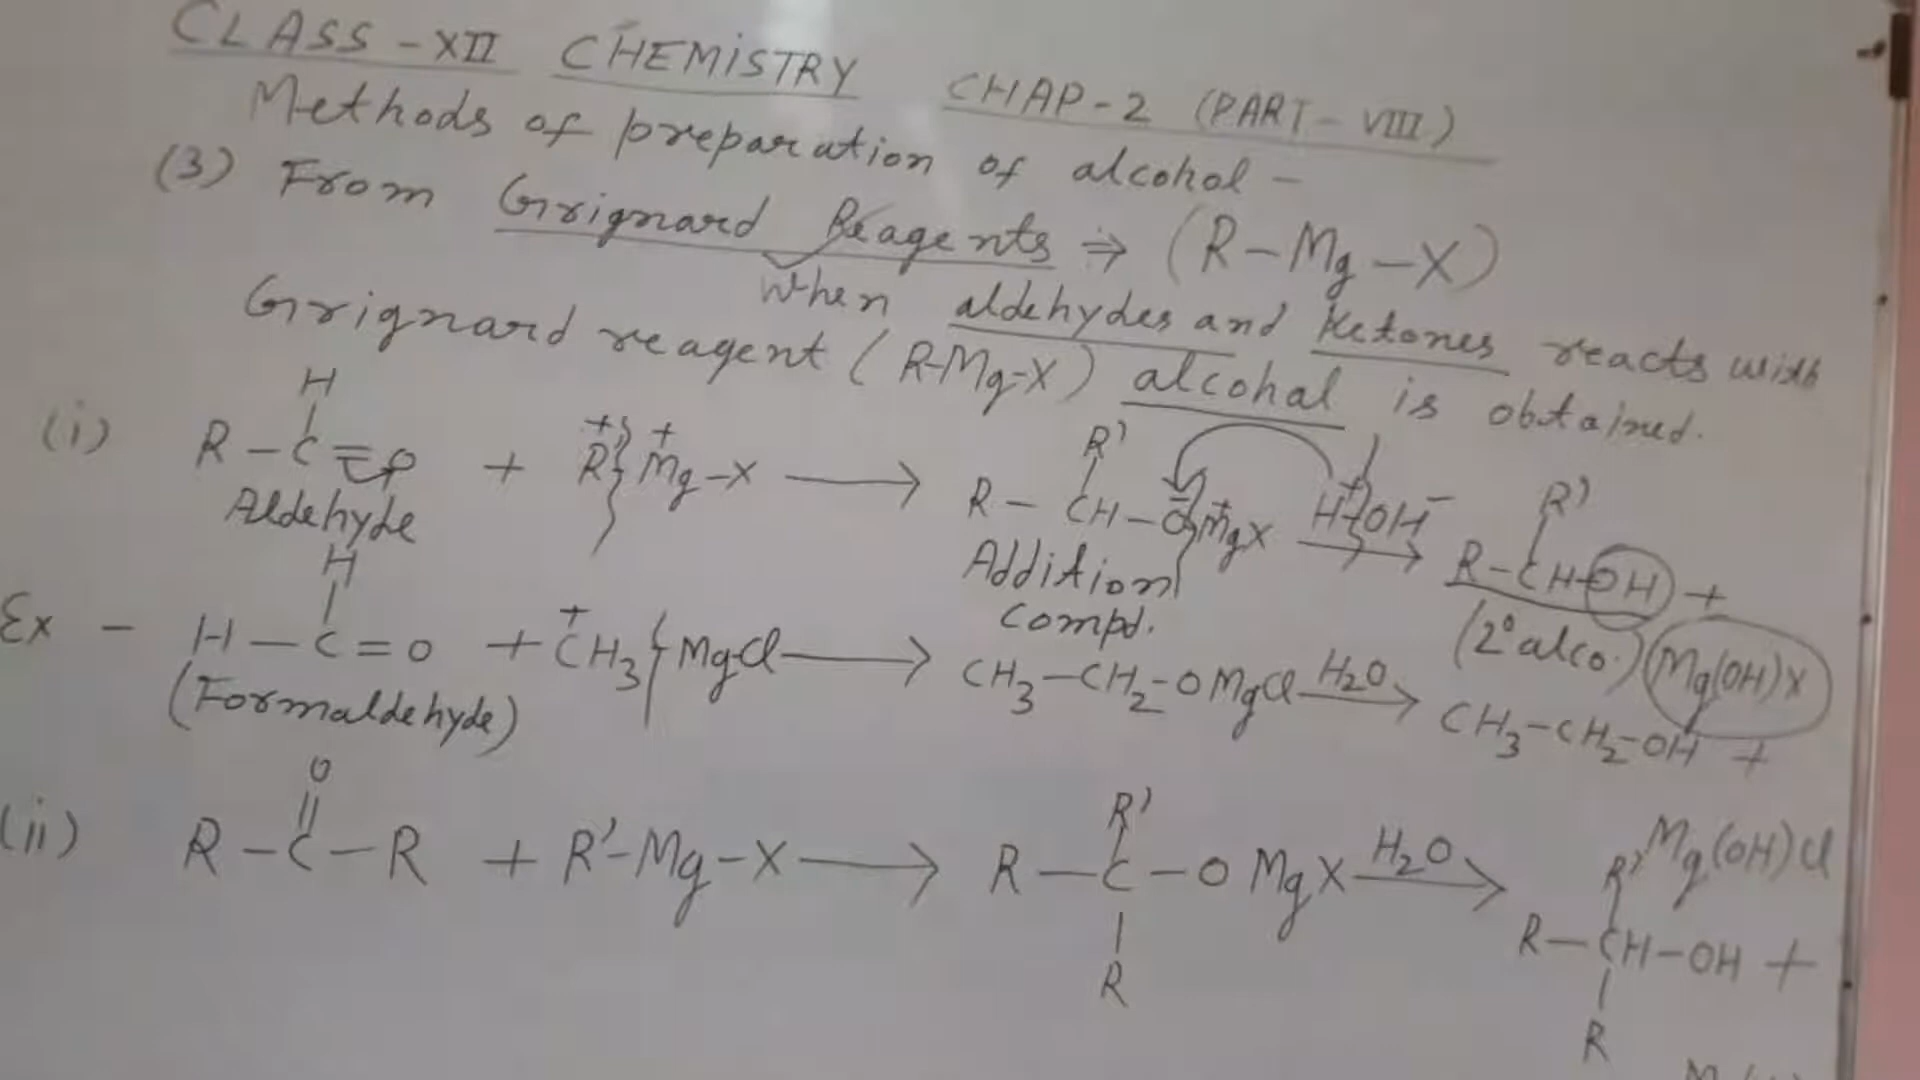 CLASS-XII CHEMISTRY CHAP-2 (PART-VIII)
Methods of preparation of alcohol -
(3) From Grignard Reagents ⇒ (R-Mg-X)
When aldehydes and Ketones reacts with
Grignard reagent (R-Mg-X) alcohal is obtained.
H
R'
R'
(i) R-C=O + R' Mg-X → R-CH-OMgX H-OH → R-CH-OH +
Aldehyde
Addition Compd.
(2° alco.) Mg(OH)X
H
Ex - H-C=O + CH3 MgCl → CH3-CH2-OMgCl H2O → CH3-CH2-OH +
(Formaldehyde)
Mg(OH)Cl
O
R'
R'
(ii) R-C-R + R'-Mg-X → R-C-OMgX H2O → R-CH-OH +
R
R